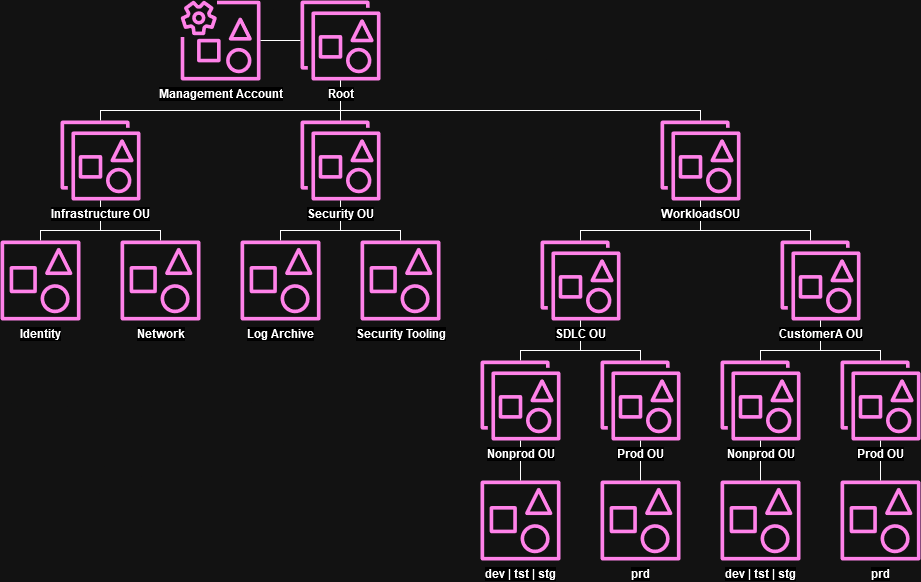 Management Account
Root
Infrastructure OU
Security OU
WorkloadsOU
Identity
Network
Log Archive
Security Tooling
SDLC OU
CustomerA OU
Nonprod OU
Prod OU
Nonprod OU
Prod OU
dev | tst | stg
prd
dev | tst | stg
prd